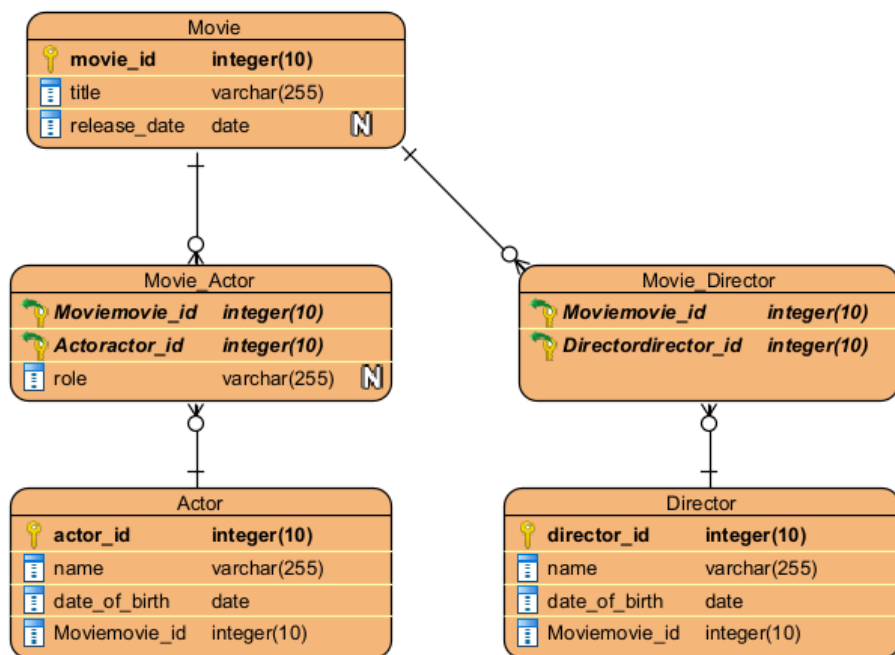 Movie
movie_id integer(10)
title varchar(255)
release_date date N
Movie_Actor
Moviemovie_id integer(10)
Actoractor_id integer(10)
role varchar(255) N
Movie_Director
Moviemovie_id integer(10)
Directordirector_id integer(10)
Actor
actor_id integer(10)
name varchar(255)
date_of_birth date
Moviemovie_id integer(10)
Director
director_id integer(10)
name varchar(255)
date_of_birth date
Moviemovie_id integer(10)